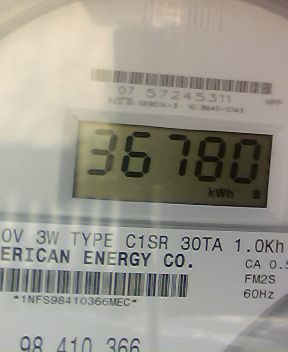 07 57245311
36780
kWh
0V 3W TYPE C1SR 30TA 1.0Kh
ERICAN ENERGY CO.
CA 0.5
FM2S
*1NFS98410366MEC*
60Hz
98 410 366